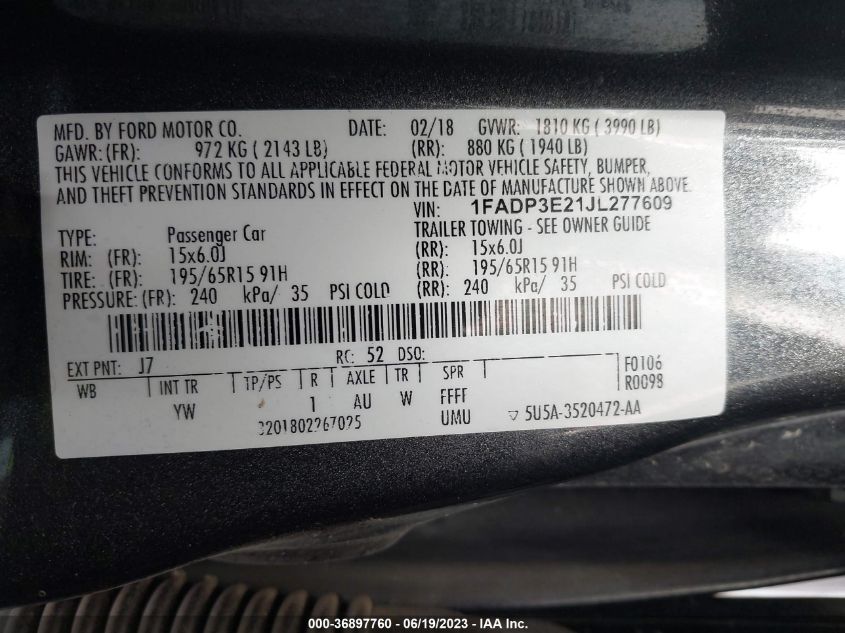 MFD. BY FORD MOTOR CO. DATE: 02/18 GVWR: 1810 KG ( 3990 LB)
GAWR: (FR): 972 KG ( 2143 LB) (RR): 880 KG ( 1940 LB)
THIS VEHICLE CONFORMS TO ALL APPLICABLE FEDERAL MOTOR VEHICLE SAFETY, BUMPER,
AND THEFT PREVENTION STANDARDS IN EFFECT ON THE DATE OF MANUFACTURE SHOWN ABOVE.
VIN: 1FADP3E21JL277609
TYPE: Passenger Car TRAILER TOWING - SEE OWNER GUIDE
RIM: (FR): 15x6.0J (RR): 15x6.0J
TIRE: (FR): 195/65R15 91H (RR): 195/65R15 91H
PRESSURE: (FR): 240 kPa/ 35 PSI COLD (RR): 240 kPa/ 35 PSI COLD
EXT PNT: J7 RC: 52 DSO: F0106
WB INT TR TP/PS R AXLE TR SPR R0098
YW 1 AU W FFFF
3201802267095 UMU 5U5A-3520472-AA
000-36897760 - 06/19/2023 - IAA Inc.